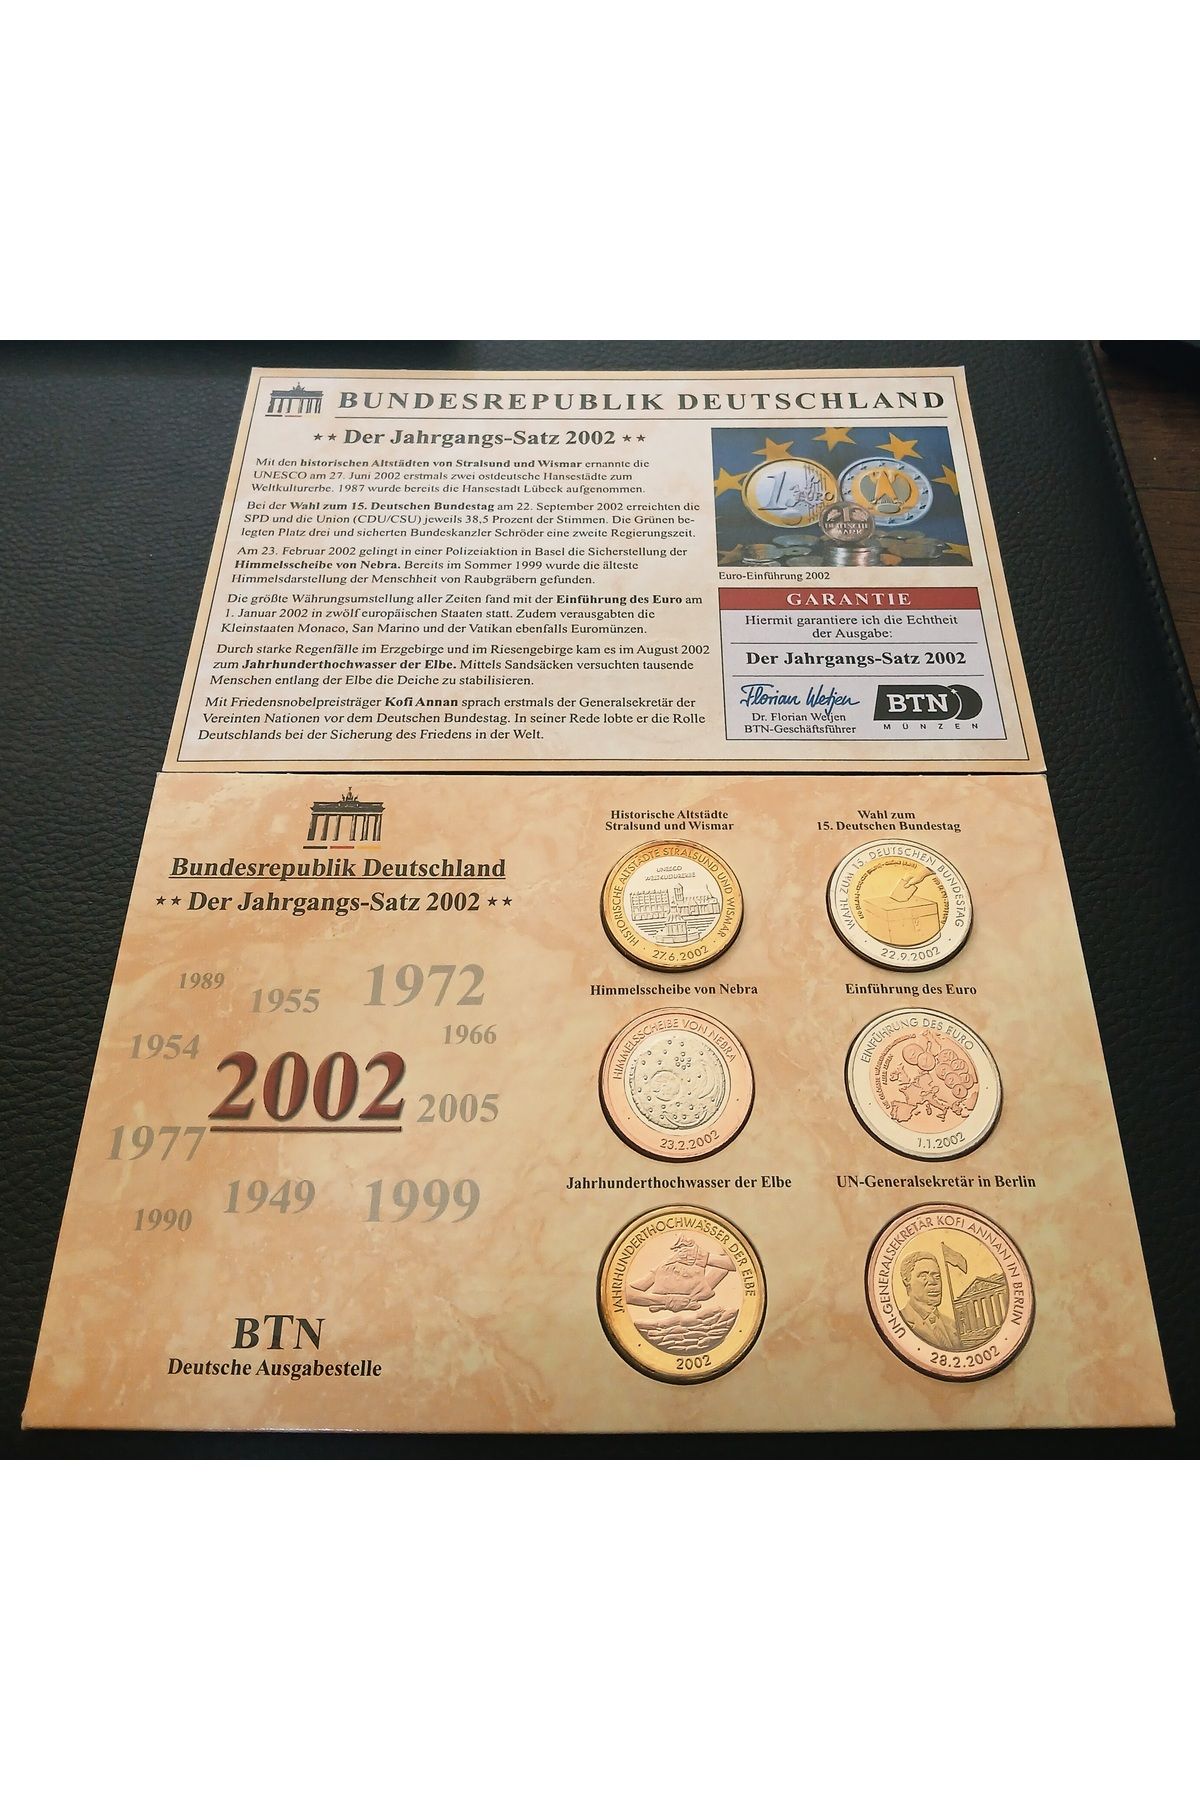 BUNDESREPUBLIK DEUTSCHLAND
★★ Der Jahrgangs-Satz 2002 ★★
Mit den historischen Altstädten von Stralsund und Wismar ernannte die
UNESCO am 27. Juni 2002 erstmals zwei ostdeutsche Hansestädte zum
Weltkulturerbe. 1987 wurde bereits die Hansestadt Lübeck aufgenommen.
Bei der Wahl zum 15. Deutschen Bundestag am 22. September 2002 erreichten die
SPD und die Union (CDU/CSU) jeweils 38,5 Prozent der Stimmen. Die Grünen be-
legten Platz drei und sicherten Bundeskanzler Schröder eine zweite Regierungszeit.
Am 23. Februar 2002 gelingt in einer Polizeiaktion in Basel die Sicherstellung der
Himmelsscheibe von Nebra. Bereits im Sommer 1999 wurde die älteste
Himmelsdarstellung der Menschheit von Raubgräbern gefunden.
Die größte Währungsumstellung aller Zeiten fand mit der Einführung des Euro am
1. Januar 2002 in zwölf europäischen Staaten statt. Zudem verausgabten die
Kleinstaaten Monaco, San Marino und der Vatikan ebenfalls Euromünzen.
Durch starke Regenfälle im Erzgebirge und im Riesengebirge kam es im August 2002
zum Jahrhunderthochwasser der Elbe. Mittels Sandsäcken versuchten tausende
Menschen entlang der Elbe die Deiche zu stabilisieren.
Mit Friedensnobelpreisträger Kofi Annan sprach erstmals der Generalsekretär der
Vereinten Nationen vor dem Deutschen Bundestag. In seiner Rede lobte er die Rolle
Deutschlands bei der Sicherung des Friedens in der Welt.
1 EURO
1
DEUTSCHE
MARK
Euro-Einführung 2002
GARANTIE
Hiermit garantiere ich die Echtheit
der Ausgabe:
Der Jahrgangs-Satz 2002
Florian Wetjen
Dr. Florian Wetjen
BTN-Geschäftsführer
BTN
MÜNZEN
Bundesrepublik Deutschland
★★ Der Jahrgangs-Satz 2002 ★★
1989
1955
1972
1954
1966
2002
2005
1977
1949
1999
1990
BTN
Deutsche Ausgabestelle
Historische Altstädte
Stralsund und Wismar
HISTORISCHE ALTSTÄDTE STRALSUND UND WISMAR
UNESCO
WELTKULTURERBE
· 27.6.2002 ·
Wahl zum
15. Deutschen Bundestag
WAHL ZUM 15. DEUTSCHEN BUNDESTAG
· 22.9.2002 ·
Himmelsscheibe von Nebra
HIMMELSSCHEIBE VON NEBRA
23.2.2002
Einführung des Euro
EINFÜHRUNG DES EURO
· 1.1.2002 ·
Jahrhunderthochwasser der Elbe
JAHRHUNDERTHOCHWASSER DER ELBE
· 2002 ·
UN-Generalsekretär in Berlin
UN-GENERALSEKRETÄR KOFI ANNAN IN BERLIN
· 28.2.2002 ·